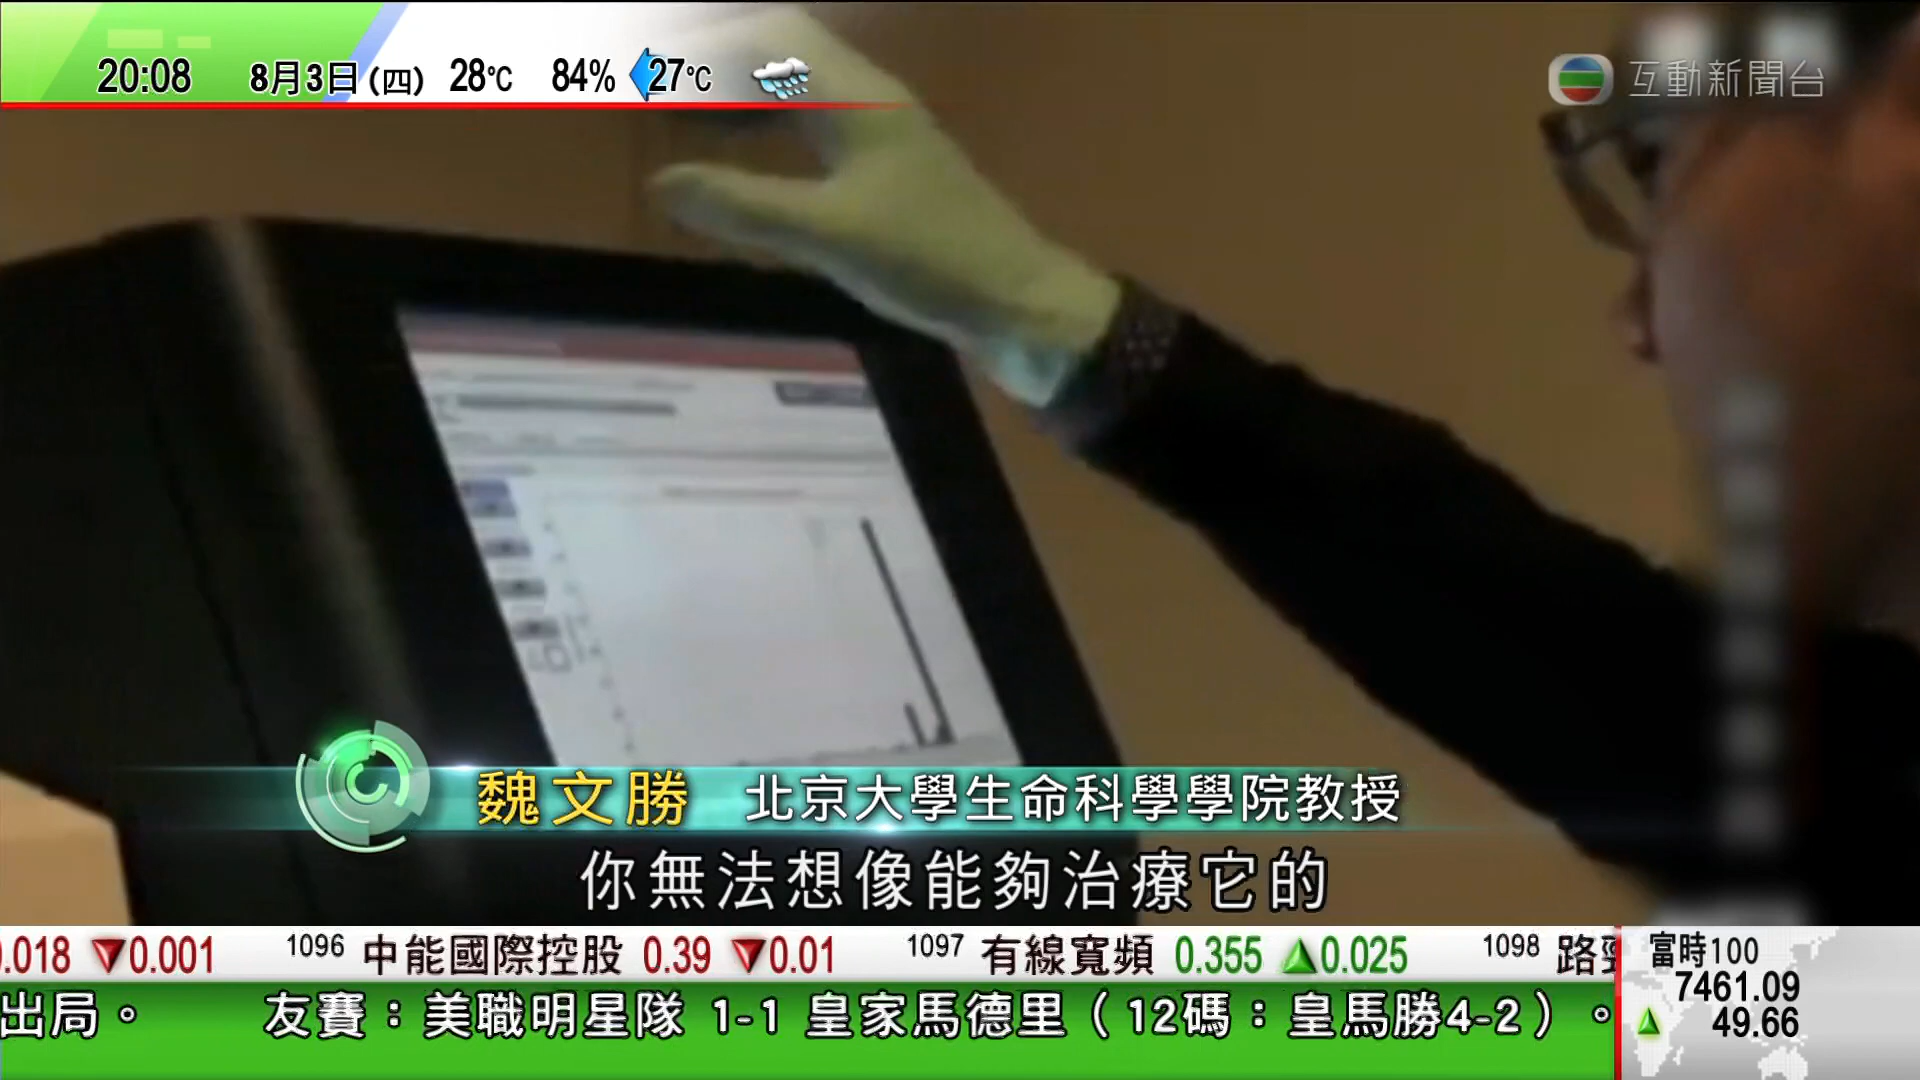 20:08 8月3日(四) 28℃ 84% 27℃
互動新聞台
魏文勝 北京大學生命科學學院教授
你無法想像能夠治療它的
.018 ▼0.001 1096 中能國際控股 0.39 ▼0.01 1097 有線寬頻 0.355 ▲0.025 1098
出局。 友賽：美職明星隊 1-1 皇家馬德里（12碼：皇馬勝4-2）。
富時100
7461.09
▲ 49.66